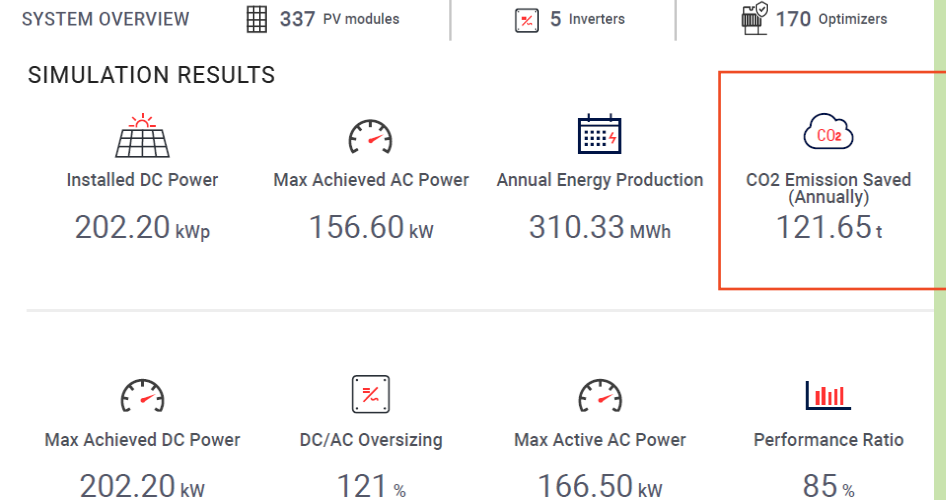 SYSTEM OVERVIEW 337 PV modules 5 Inverters 170 Optimizers
SIMULATION RESULTS
CO2
Installed DC Power Max Achieved AC Power Annual Energy Production CO2 Emission Saved
(Annually)
202.20 kWp 156.60 kW 310.33 MWh 121.65 t
Max Achieved DC Power DC/AC Oversizing Max Active AC Power Performance Ratio
202.20 kW 121 % 166.50 kW 85 %